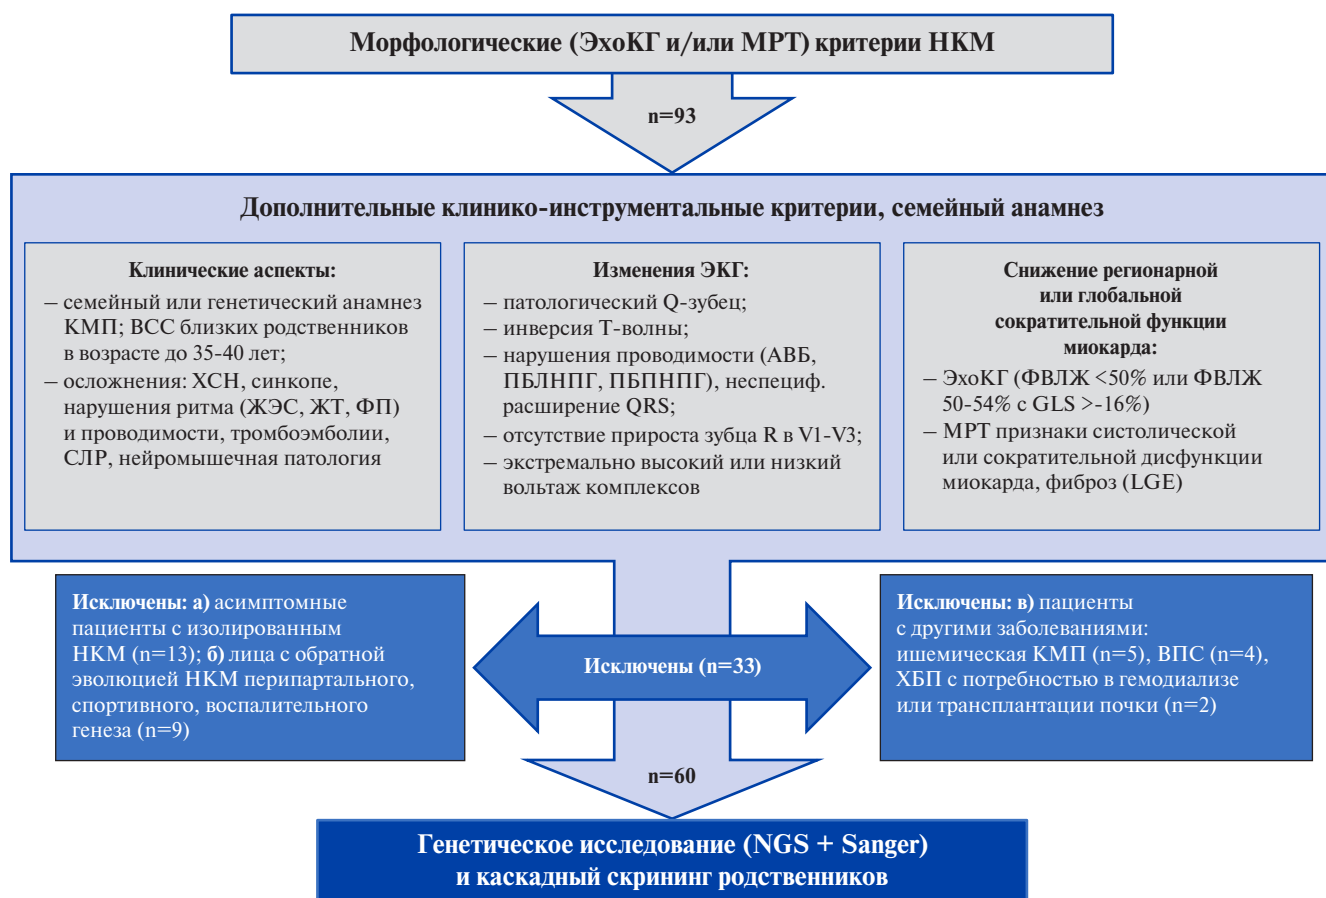 Морфологические (ЭхоКГ и/или МРТ) критерии НКМ
n=93
Дополнительные клинико-инструментальные критерии, семейный анамнез
Клинические аспекты:
– семейный или генетический анамнез
КМП; ВСС близких родственников
в возрасте до 35-40 лет;
– осложнения: ХСН, синкопе,
нарушения ритма (ЖЭС, ЖТ, ФП)
и проводимости, тромбоэмболии,
СЛР, нейромышечная патология
Изменения ЭКГ:
– патологический Q-зубец;
– инверсия Т-волны;
– нарушения проводимости (АВБ,
ПБЛНПГ, ПБПНПГ), неспециф.
расширение QRS;
– отсутствие прироста зубца R в V1-V3;
– экстремально высокий или низкий
вольтаж комплексов
Снижение регионарной
или глобальной
сократительной функции
миокарда:
– ЭхоКГ (ФВЛЖ <50% или ФВЛЖ
50-54% с GLS >-16%)
– МРТ признаки систолической
или сократительной дисфункции
миокарда, фиброз (LGE)
Исключены: а) асимптомные
пациенты с изолированным
НКМ (n=13); б) лица с обратной
эволюцией НКМ перипартального,
спортивного, воспалительного
генеза (n=9)
Исключены (n=33)
Исключены: в) пациенты
с другими заболеваниями:
ишемическая КМП (n=5), ВПС (n=4),
ХБП с потребностью в гемодиализе
или трансплантации почки (n=2)
n=60
Генетическое исследование (NGS + Sanger)
и каскадный скрининг родственников